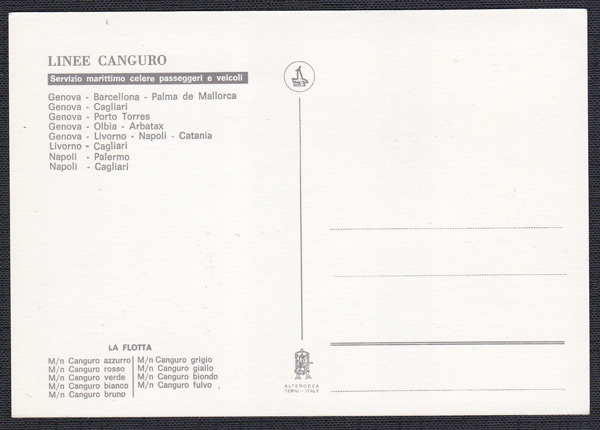 LINEE CANGURO
Servizio marittimo celere passeggeri e veicoli
Genova - Barcellona - Palma de Mallorca
Genova - Cagliari
Genova - Porto Torres
Genova - Olbia - Arbatax
Genova - Livorno - Napoli - Catania
Livorno - Cagliari
Napoli - Palermo
Napoli - Cagliari
LA FLOTTA
M/n Canguro azzurro
M/n Canguro rosso
M/n Canguro verde
M/n Canguro bianco
M/n Canguro bruno
M/n Canguro grigio
M/n Canguro giallo
M/n Canguro biondo
M/n Canguro fulvo
ALTEROCCA
TERNI - ITALY